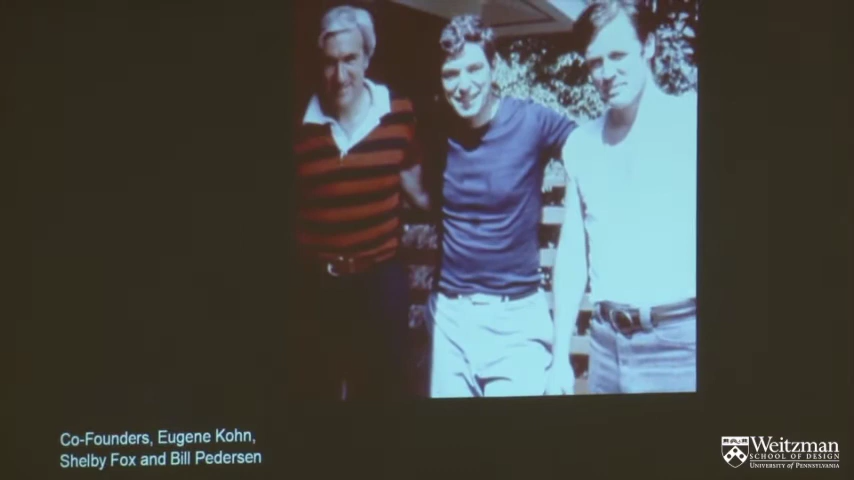 Co-Founders, Eugene Kohn,
Shelby Fox and Bill Pedersen
Weitzman
SCHOOL OF DESIGN
UNIVERSITY OF PENNSYLVANIA